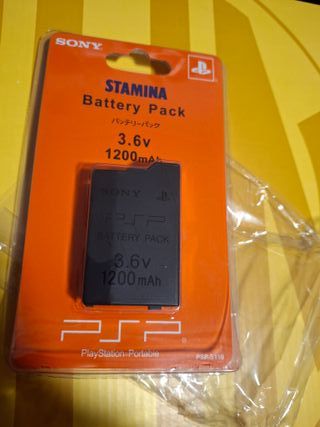 SONY
STAMINA
Battery Pack
バッテリーパック
3.6v
1200mAh
SONY
PSP
BATTERY PACK
3.6v
1200mAh
PSP
PlayStation Portable
PSP-S110